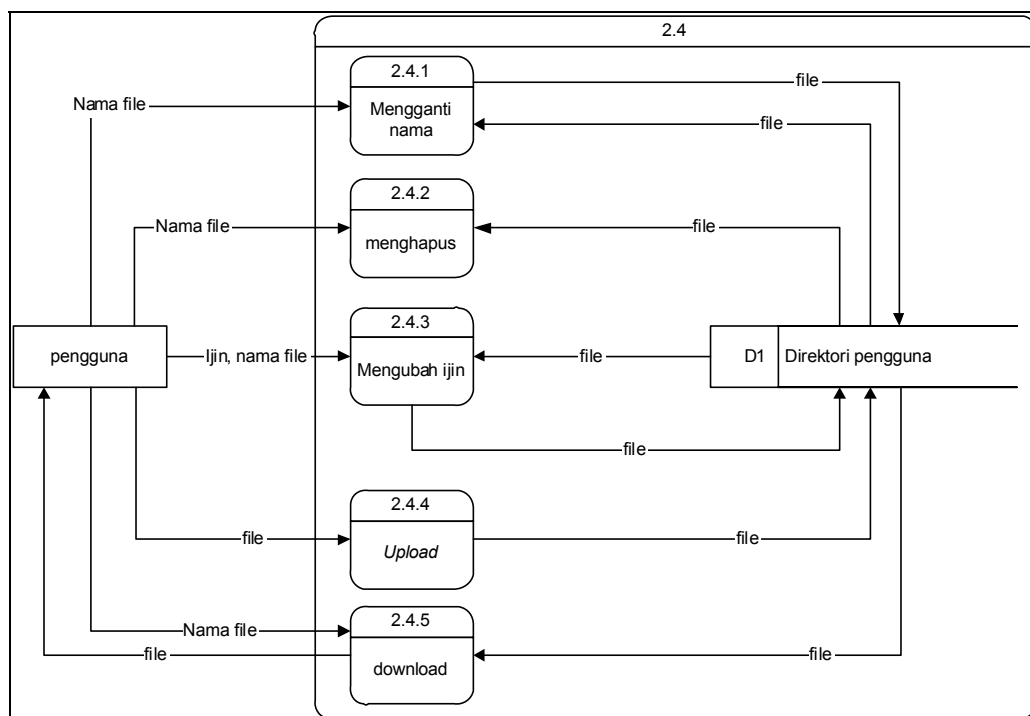 2.4
2.4.1
file
Nama file
Mengganti
nama
file
2.4.2
Nama file
menghapus
file
2.4.3
pengguna
Ijin, nama file
Mengubah ijin
file
D1
Direktori pengguna
file
2.4.4
file
Upload
file
2.4.5
Nama file
file
download
file